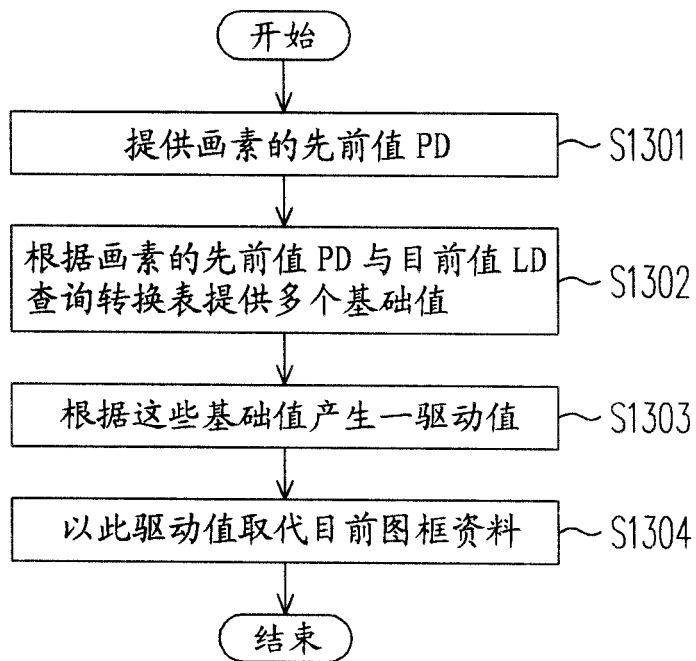 开始
提供画素的先前值 PD
S1301
根据画素的先前值 PD 与目前值 LD
查询转换表提供多个基础值
S1302
根据这些基础值产生一驱动值
S1303
以此驱动值取代目前图框资料
S1304
结束